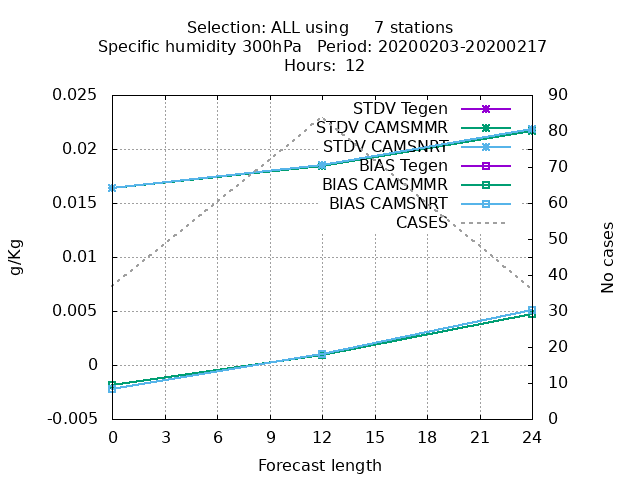 Selection: ALL using     7 stations
Specific humidity 300hPa   Period: 20200203-20200217
Hours: 12
0.025
0.02
0.015
0.01
0.005
0
-0.005
g/Kg
STDV Tegen
STDV CAMSMMR
STDV CAMSNRT
BIAS Tegen
BIAS CAMSMMR
BIAS CAMSNRT
CASES
90
80
70
60
50
40
30
20
10
0
No cases
0 3 6 9 12 15 18 21 24
Forecast length